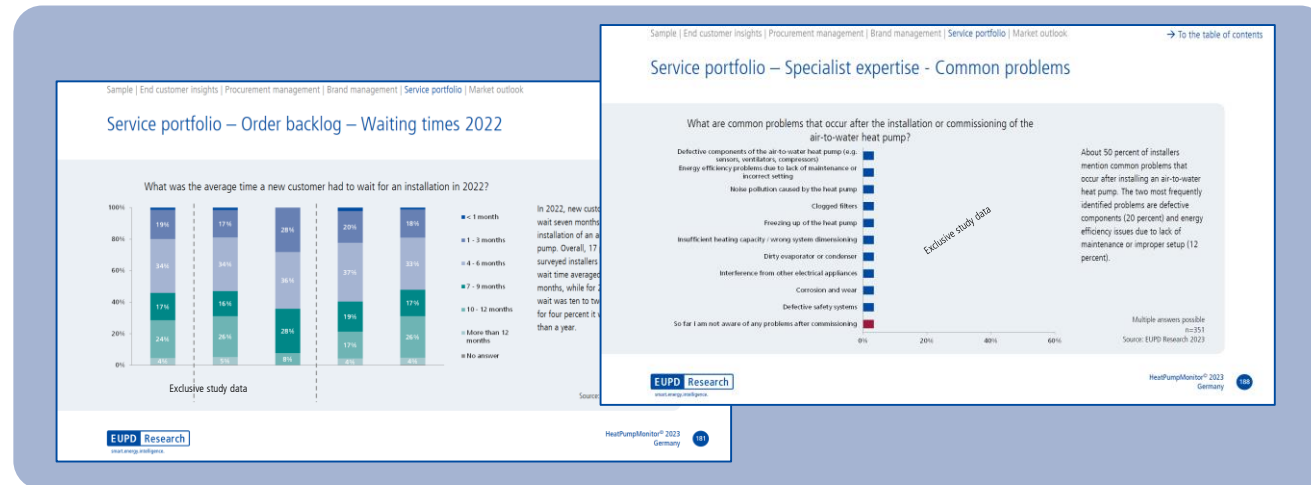 Sample | End customer insights | Procurement management | Brand management | Service portfolio | Market outlook
Service portfolio – Order backlog – Waiting times 2022
What was the average time a new customer had to wait for an installation in 2022?
100%
80%
60%
40%
20%
0%
19%
34%
17%
24%
4%
17%
34%
16%
26%
5%
28%
36%
28%
8%
20%
37%
19%
17%
4%
18%
33%
17%
26%
4%
< 1 month
1 - 3 months
4 - 6 months
7 - 9 months
10 - 12 months
More than 12
months
No answer
In 2022, new custo
wait seven months
installation of an a
pump. Overall, 17
surveyed installers
wait time averaged
months, while for 2
wait was ten to tw
for four percent it w
than a year.
Exclusive study data
Source:
EUPD Research
smart.energy.intelligence.
HeatPumpMonitor© 2023
Germany
181
Sample | End customer insights | Procurement management | Brand management | Service portfolio | Market outlook
→ To the table of contents
Service portfolio – Specialist expertise - Common problems
What are common problems that occur after the installation or commissioning of the
air-to-water heat pump?
Defective components of the air-to-water heat pump (e.g.
sensors, ventilators, compressors)
Energy efficiency problems due to lack of maintenance or
incorrect setting
Noise pollution caused by the heat pump
Clogged filters
Freezing up of the heat pump
Insufficient heating capacity / wrong system dimensioning
Dirty evaporator or condenser
Interference from other electrical appliances
Corrosion and wear
Defective safety systems
So far I am not aware of any problems after commissioning
0%
20%
40%
60%
Exclusive study data
About 50 percent of installers
mention common problems that
occur after installing an air-to-water
heat pump. The two most frequently
identified problems are defective
components (20 percent) and energy
efficiency issues due to lack of
maintenance or improper setup (12
percent).
Multiple answers possible
n=351
Source: EUPD Research 2023
EUPD Research
smart.energy.intelligence.
HeatPumpMonitor© 2023
Germany
188